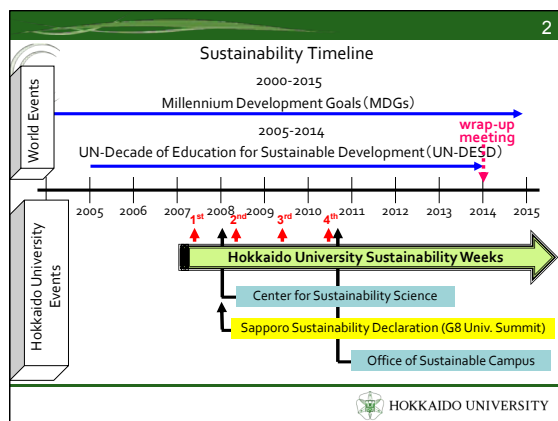 2
Sustainability Timeline
2000-2015
Millennium Development Goals(MDGs)
wrap-up
meeting
2005-2014
UN-Decade of Education for Sustainable Development(UN-DESD)
World Events
2005 2006 2007 2008 2009 2010 2011 2012 2013 2014 2015
1st 2nd 3rd 4th
Hokkaido University Sustainability Weeks
Hokkaido University
Events
Center for Sustainability Science
Sapporo Sustainability Declaration (G8 Univ. Summit)
Office of Sustainable Campus
HOKKAIDO UNIVERSITY